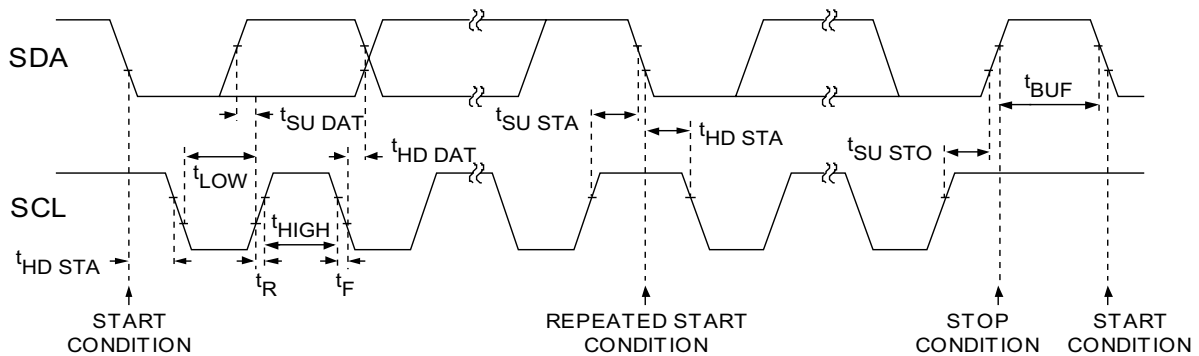 SDA
tBUF
tSU DAT
tSU STA
tHD STA
tHD DAT
tSU STO
tLOW
SCL
tHIGH
tHD STA
tR
tF
START
CONDITION
REPEATED START
CONDITION
STOP
CONDITION
START
CONDITION